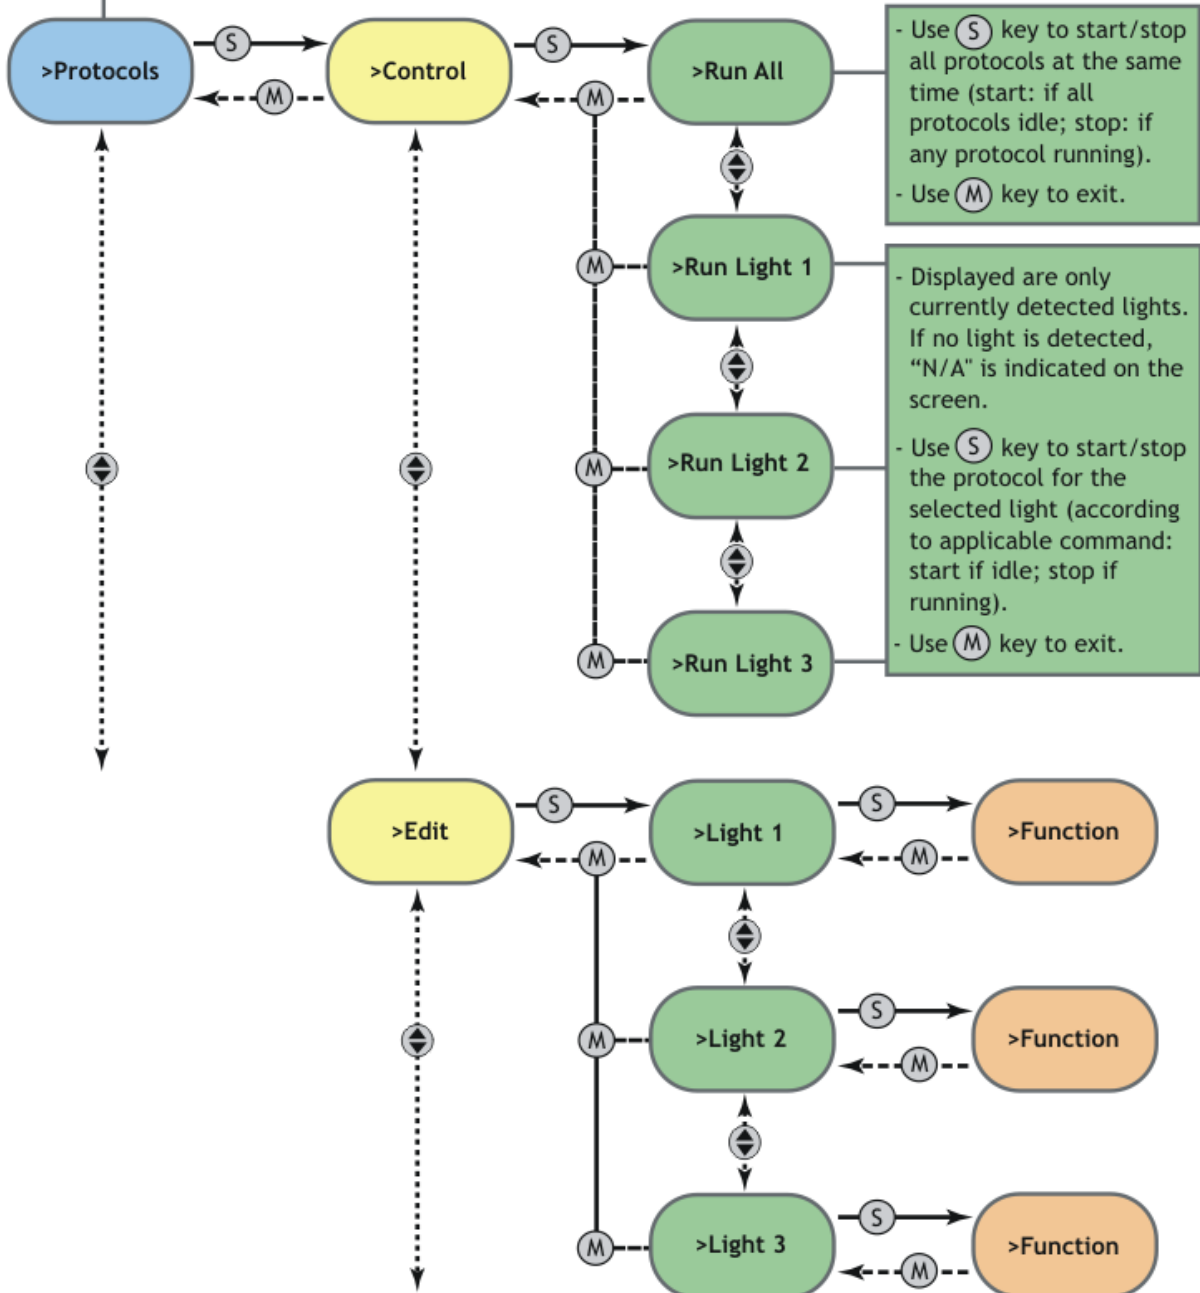 >Protocols
S
M
>Control
S
M
>Run All
- Use S key to start/stop
all protocols at the same
time (start: if all
protocols idle; stop: if
any protocol running).
- Use M key to exit.
M
>Run Light 1
- Displayed are only
currently detected lights.
If no light is detected,
“N/A" is indicated on the
screen.
M
>Run Light 2
- Use S key to start/stop
the protocol for the
selected light (according
to applicable command:
start if idle; stop if
running).
- Use M key to exit.
M
>Run Light 3
>Edit
S
M
>Light 1
S
M
>Function
M
>Light 2
S
M
>Function
M
>Light 3
S
M
>Function